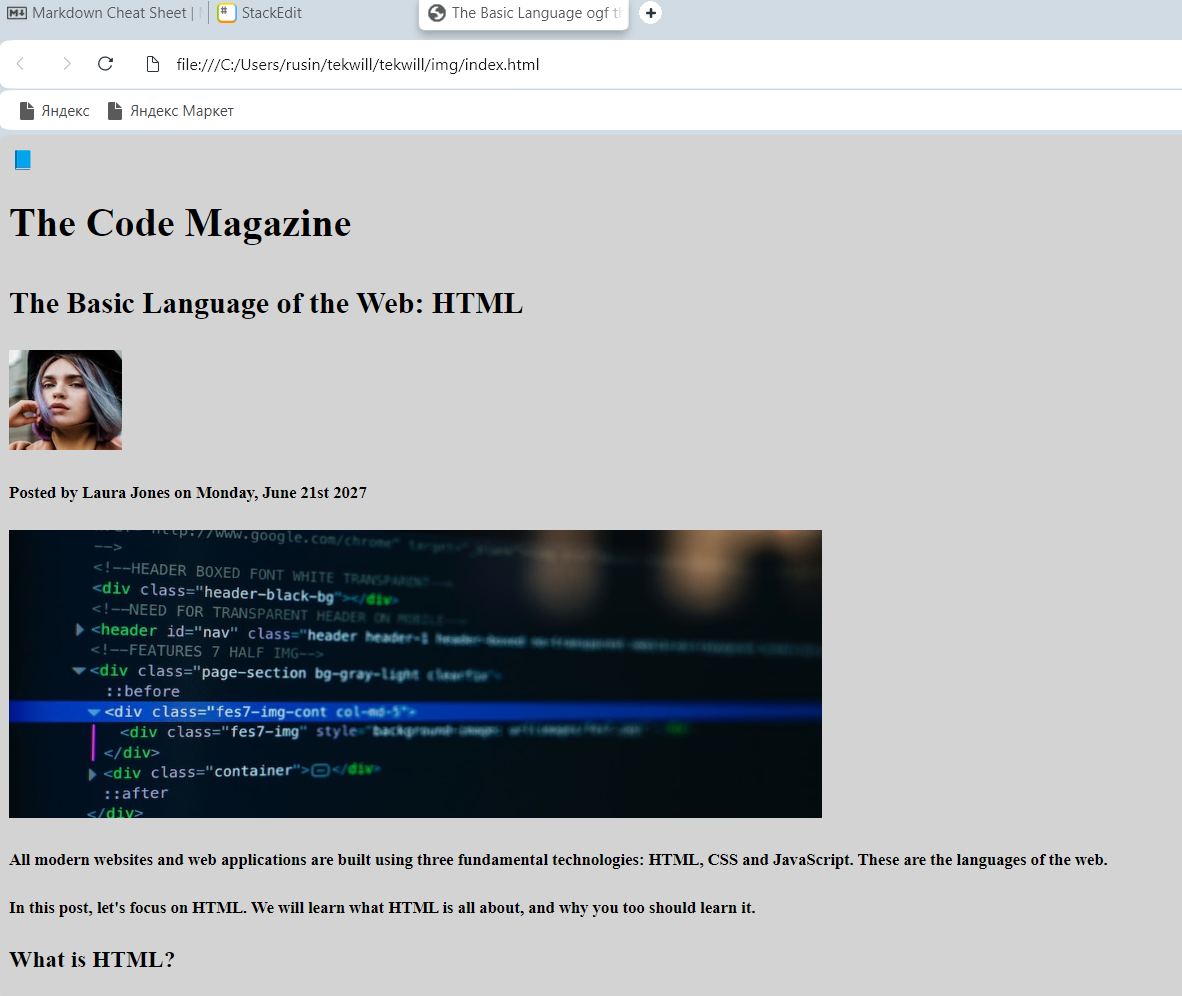 Markdown Cheat Sheet |
StackEdit
The Basic Language ogf th
file:///C:/Users/rusin/tekwill/tekwill/img/index.html
Яндекс
Яндекс Маркет
The Code Magazine
The Basic Language of the Web: HTML
Posted by Laura Jones on Monday, June 21st 2027
http://www.google.com/chrome"
-->
<!--HEADER BOXED FONT WHITE TRANSPARENT-->
<div class="header-black-bg"></div>
<!--NEED FOR TRANSPARENT HEADER ON MOBILE-->
<header id="nav" class="header header-1
<!--FEATURES 7 HALF IMG-->
<div class="page-section bg-gray-light clearfix">
::before
<div class="fes7-img-cont col-md-5">
<div class="fes7-img" style="background-image:
</div>
<div class="container"></div>
::after
</div>
All modern websites and web applications are built using three fundamental technologies: HTML, CSS and JavaScript. These are the languages of the web.
In this post, let's focus on HTML. We will learn what HTML is all about, and why you too should learn it.
What is HTML?